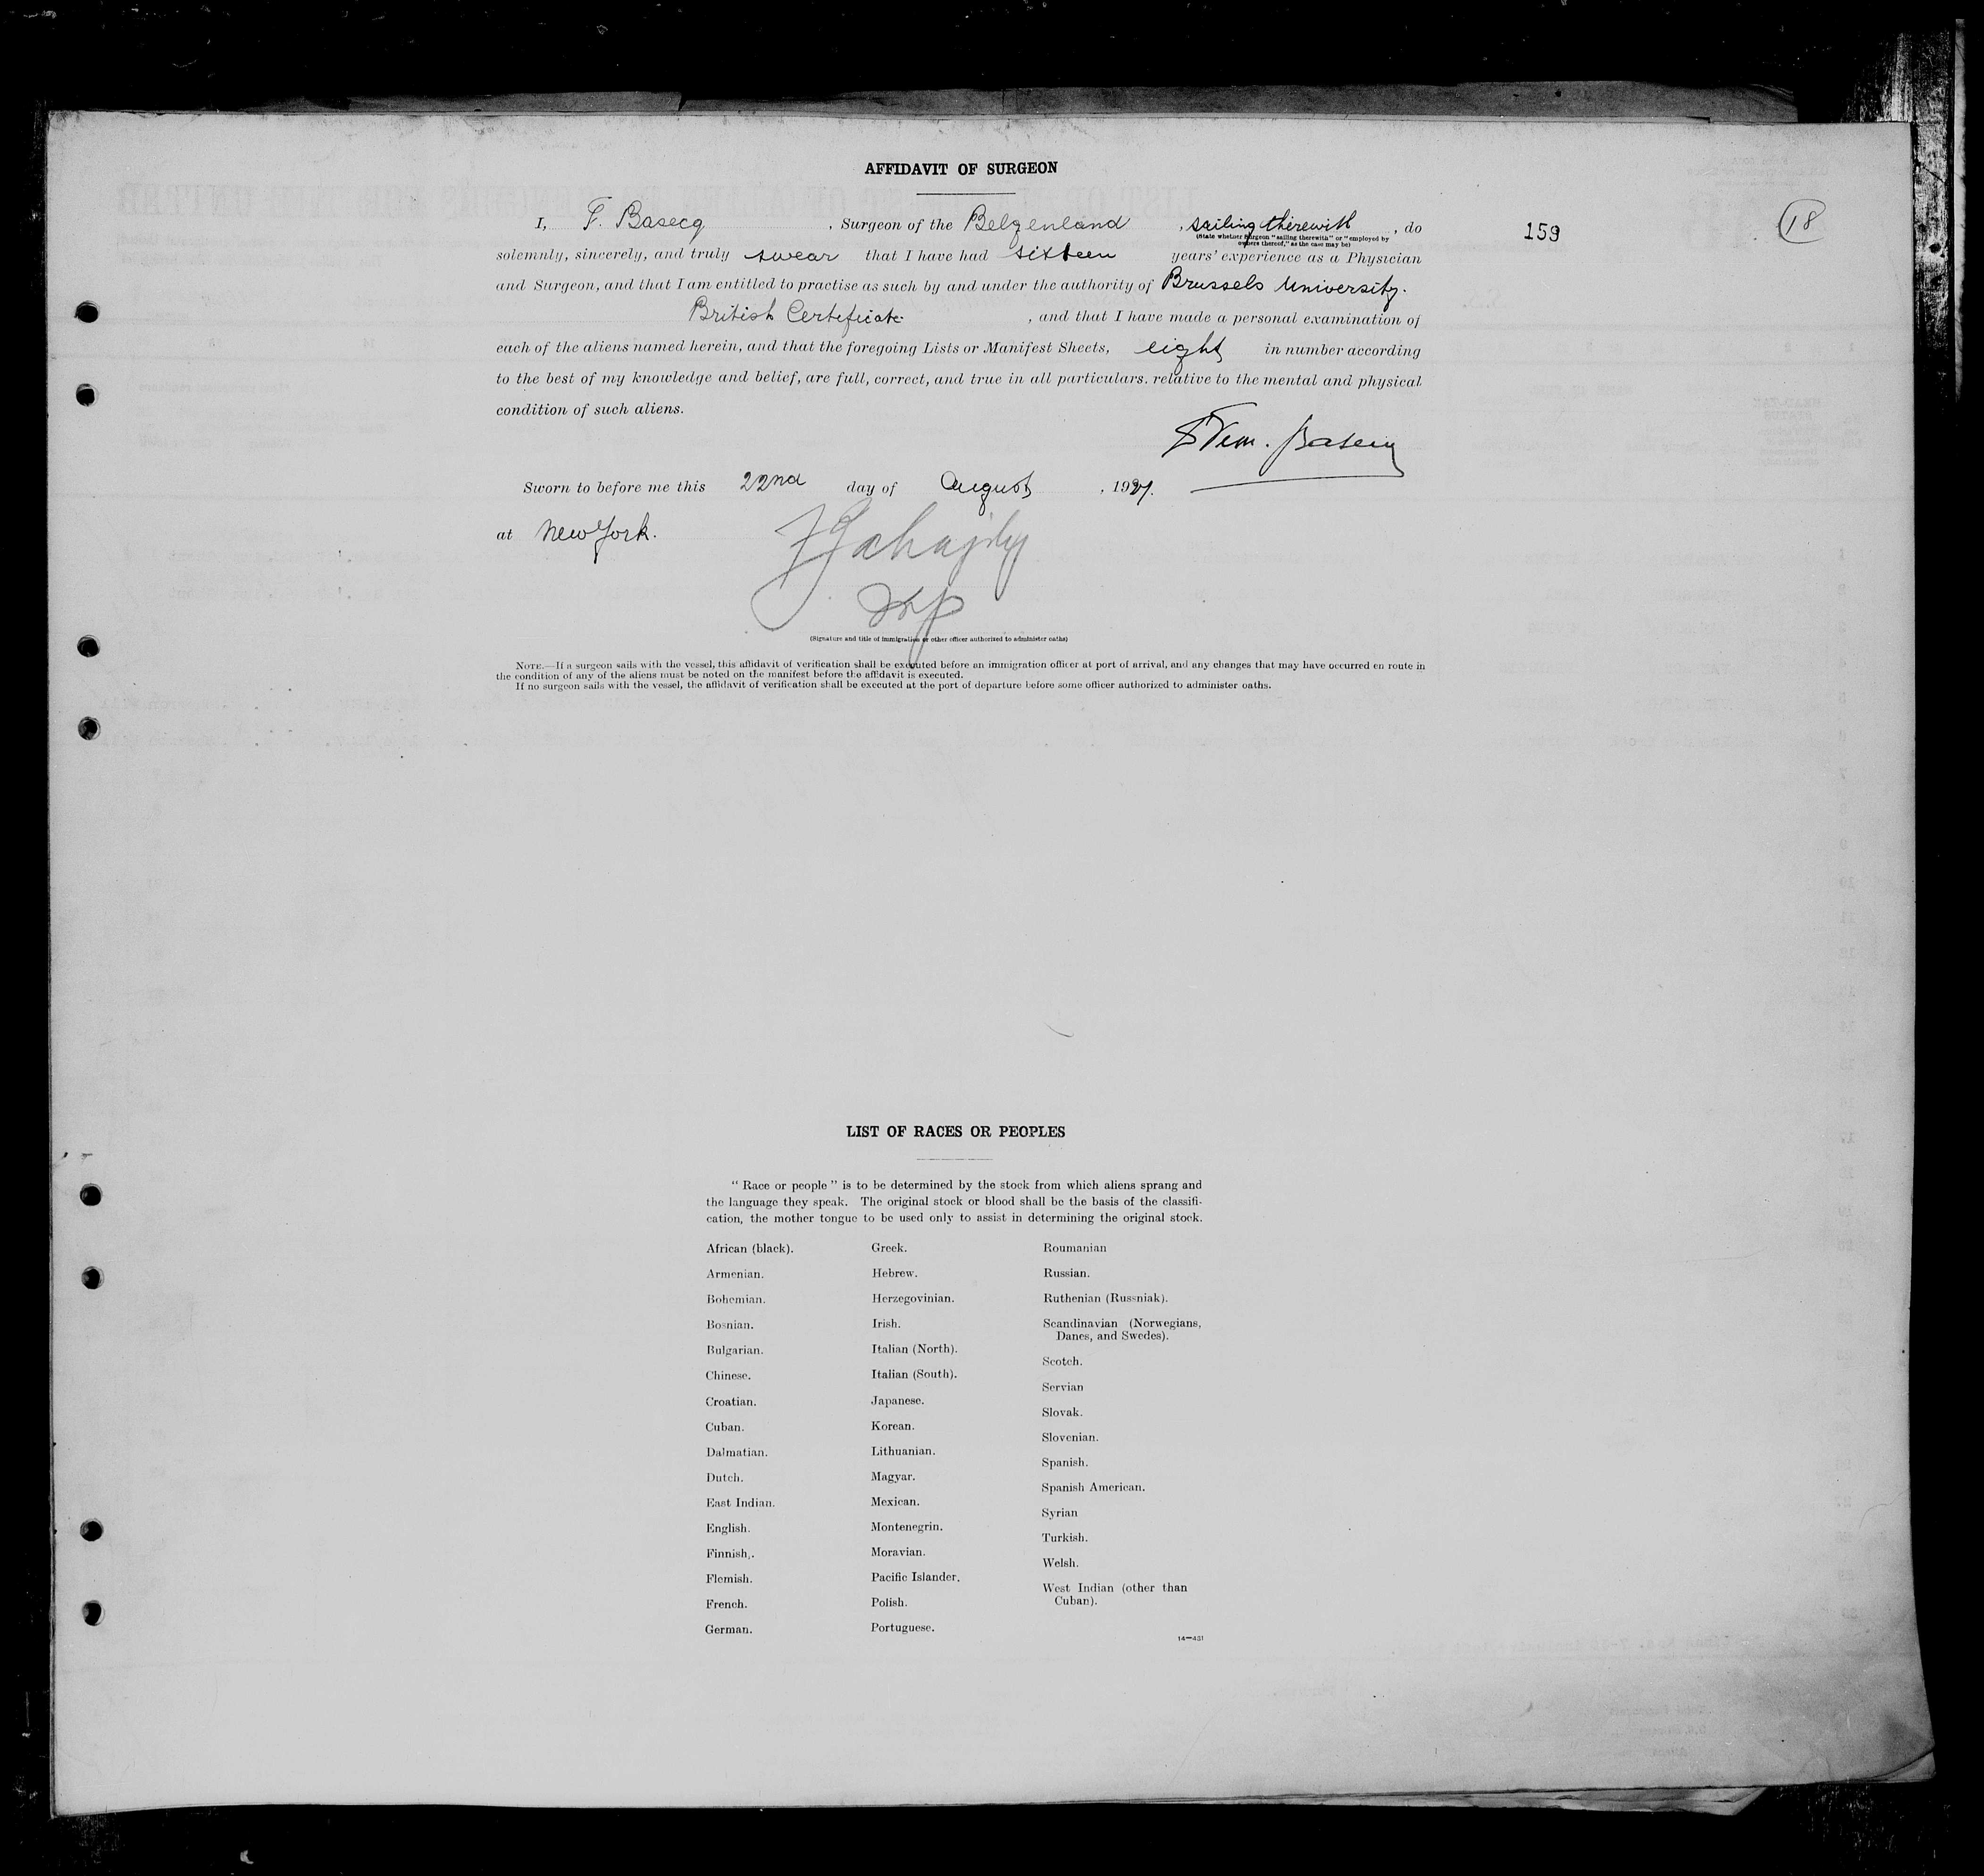 AFFIDAVIT OF SURGEON
I, F. Basecq , Surgeon of the Belgenland , sailing therewith , do
159
18
(State whether surgeon "sailing therewith" or "employed by
owners thereof," as the case may be)
solemnly, sincerely, and truly swear that I have had sixteen years' experience as a Physician
and Surgeon, and that I am entitled to practise as such by and under the authority of Brussels University.
British Certificate , and that I have made a personal examination of
each of the aliens named herein, and that the foregoing Lists or Manifest Sheets, eight in number according
to the best of my knowledge and belief, are full, correct, and true in all particulars. relative to the mental and physical
condition of such aliens.
Sworn to before me this 22nd day of August , 1927.
at New York.
(Signature and title of immigration or other officer authorized to administer oaths)
NOTE.—If a surgeon sails with the vessel, this affidavit of verification shall be executed before an immigration officer at port of arrival, and any changes that may have occurred en route in
the condition of any of the aliens must be noted on the manifest before the affidavit is executed.
If no surgeon sails with the vessel, the affidavit of verification shall be executed at the port of departure before some officer authorized to administer oaths.
LIST OF RACES OR PEOPLES
" Race or people " is to be determined by the stock from which aliens sprang and
the language they speak. The original stock or blood shall be the basis of the classifi-
cation, the mother tongue to be used only to assist in determining the original stock.
African (black).
Armenian.
Bohemian.
Bosnian.
Bulgarian.
Chinese.
Croatian.
Cuban.
Dalmatian.
Dutch.
East Indian.
English.
Finnish.
Flemish.
French.
German.
Greek.
Hebrew.
Herzegovinian.
Irish.
Italian (North).
Italian (South).
Japanese.
Korean.
Lithuanian.
Magyar.
Mexican.
Montenegrin.
Moravian.
Pacific Islander.
Polish.
Portuguese.
Roumanian
Russian.
Ruthenian (Russniak).
Scandinavian (Norwegians,
Danes, and Swedes).
Scotch.
Servian
Slovak.
Slovenian.
Spanish.
Spanish American.
Syrian
Turkish.
Welsh.
West Indian (other than
Cuban).
14—431